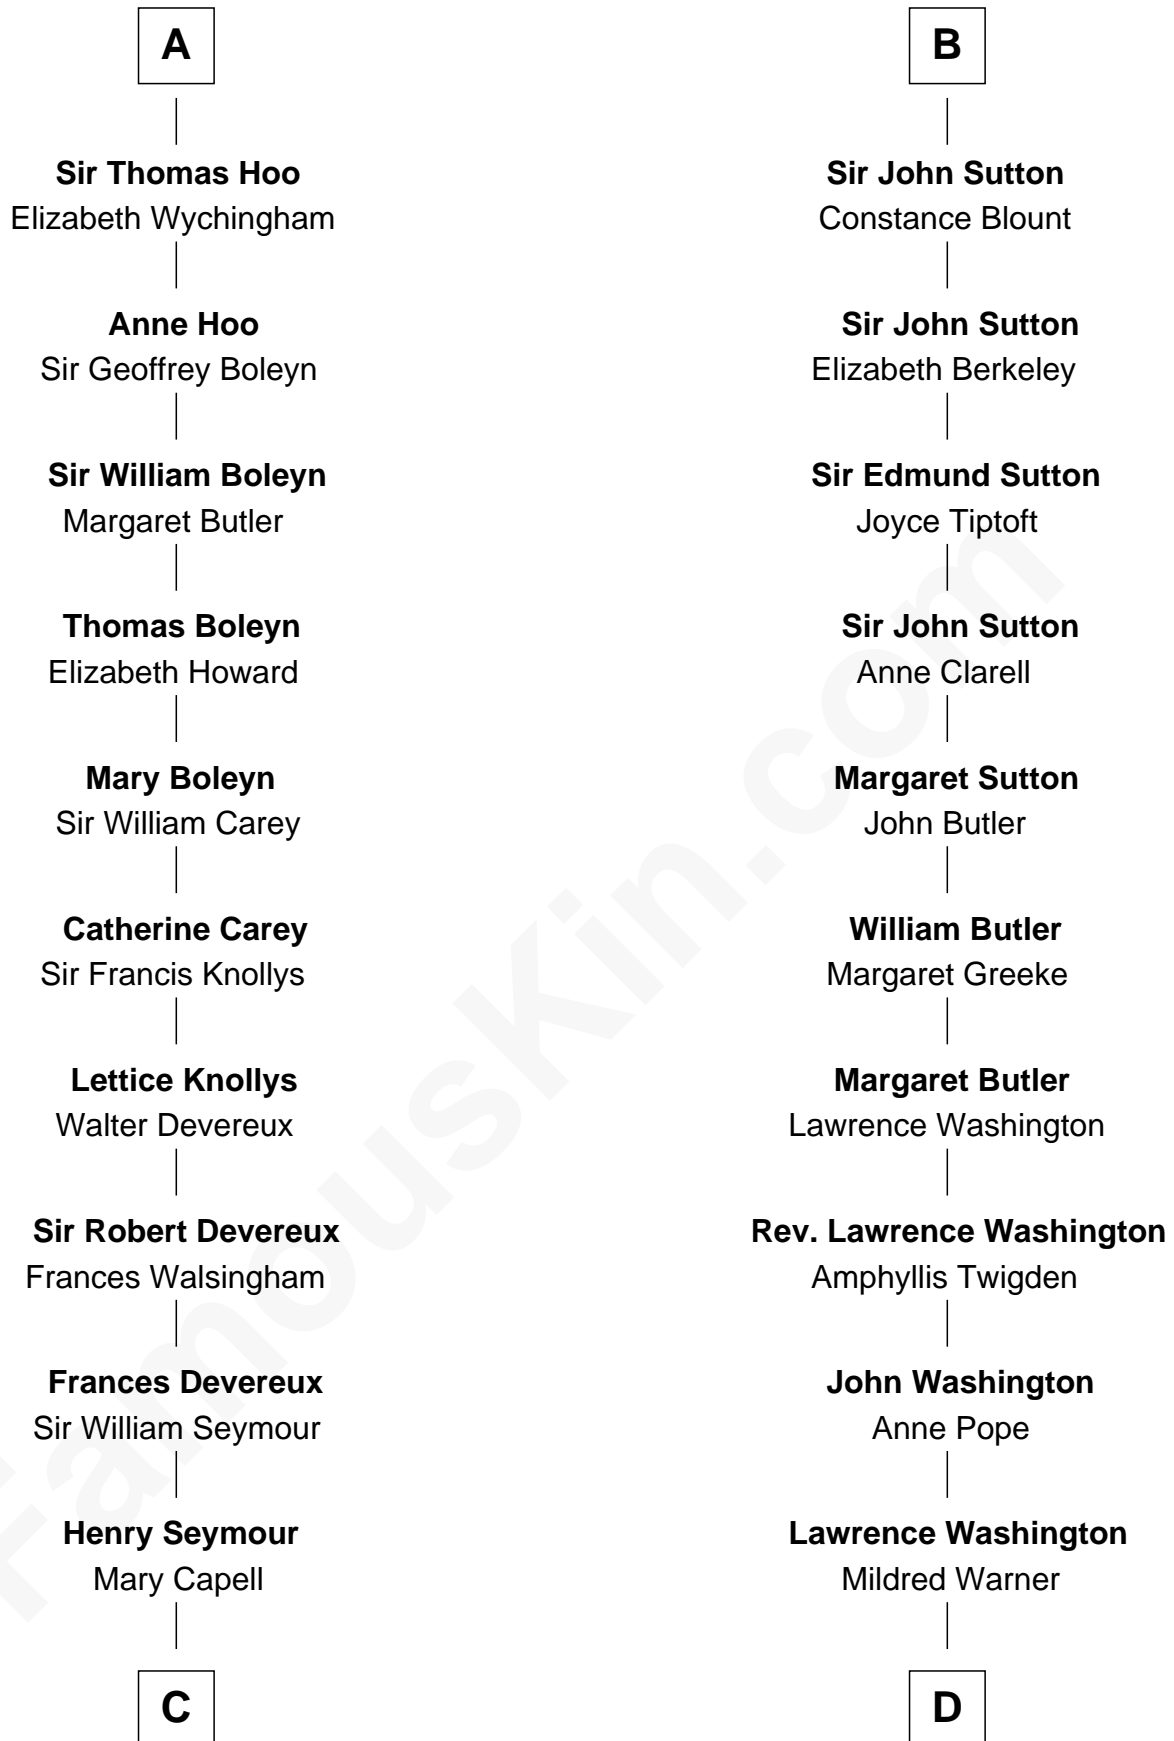 A
Sir Thomas Hoo
Elizabeth Wychingham
Anne Hoo
Sir Geoffrey Boleyn
Sir William Boleyn
Margaret Butler
Thomas Boleyn
Elizabeth Howard
Mary Boleyn
Sir William Carey
Catherine Carey
Sir Francis Knollys
Lettice Knollys
Walter Devereux
Sir Robert Devereux
Frances Walsingham
Frances Devereux
Sir William Seymour
Henry Seymour
Mary Capell
C
B
Sir John Sutton
Constance Blount
Sir John Sutton
Elizabeth Berkeley
Sir Edmund Sutton
Joyce Tiptoft
Sir John Sutton
Anne Clarell
Margaret Sutton
John Butler
William Butler
Margaret Greeke
Margaret Butler
Lawrence Washington
Rev. Lawrence Washington
Amphyllis Twigden
John Washington
Anne Pope
Lawrence Washington
Mildred Warner
D
FamousKin.com